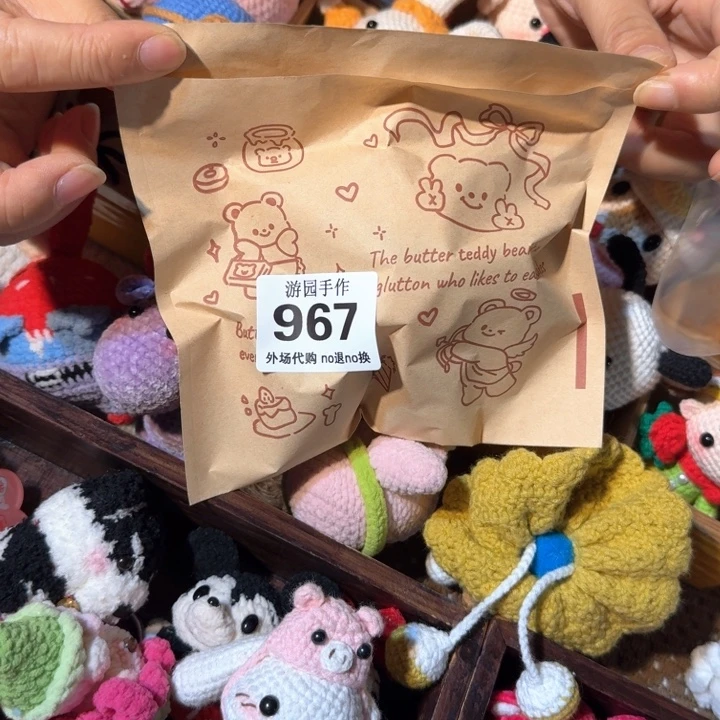 The butter teddy bear
glutton who likes to eat
游园手作
967
外场代购 no退no换